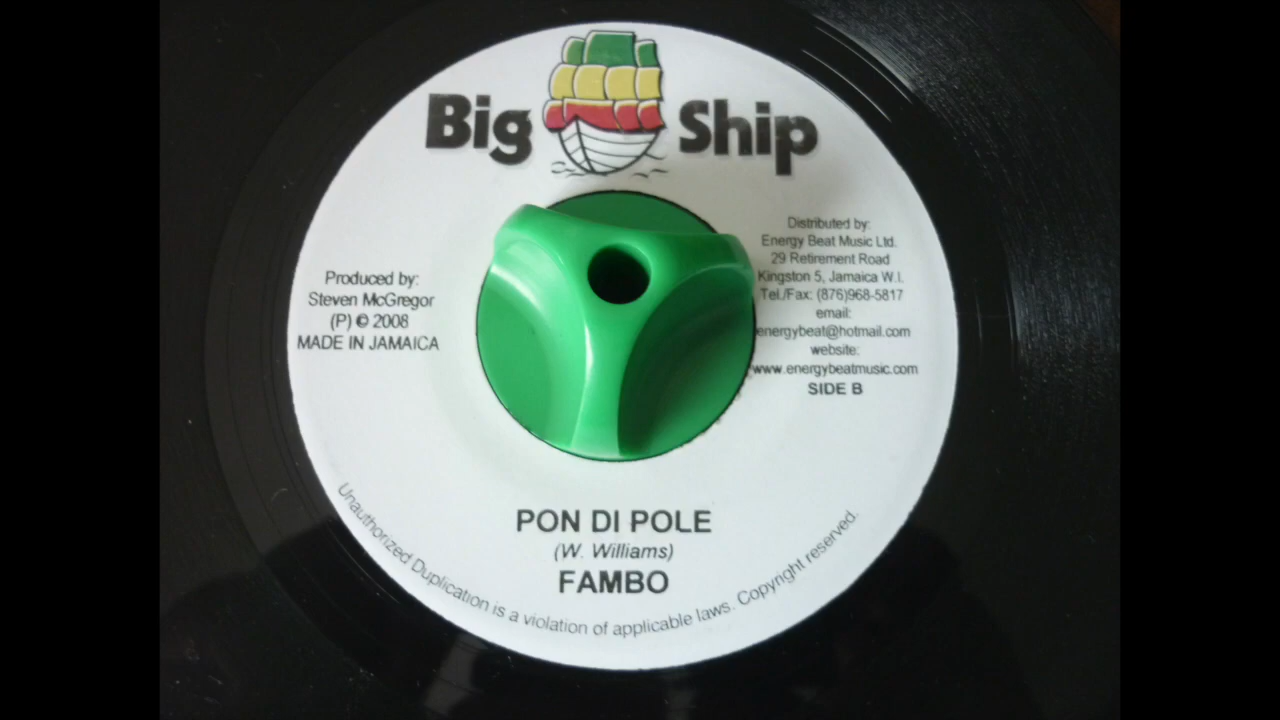 Big Ship
Produced by:
Steven McGregor
(P) © 2008
MADE IN JAMAICA
Distributed by:
Energy Beat Music Ltd.
29 Retirement Road
Kingston 5, Jamaica W.I.
Tel./Fax: (876)968-5817
email:
energybeat@hotmail.com
website:
www.energybeatmusic.com
SIDE B
PON DI POLE
(W. Williams)
FAMBO
Unauthorized Duplication is a violation of applicable laws. Copyright reserved.